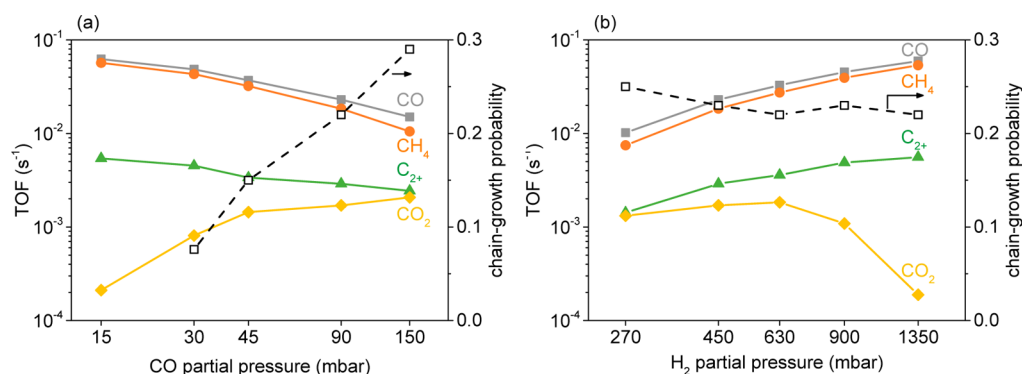 (a)
10⁻¹
10⁻²
10⁻³
10⁻⁴
TOF (s⁻¹)
CO
CH₄
C₂₊
CO₂
0.3
0.2
0.1
0.0
chain-growth probability
15 30 45 90 150
CO partial pressure (mbar)
(b)
10⁻¹
10⁻²
10⁻³
10⁻⁴
TOF (s⁻¹)
CO
CH₄
C₂₊
CO₂
0.3
0.2
0.1
0.0
chain-growth probability
270 450 630 900 1350
H₂ partial pressure (mbar)